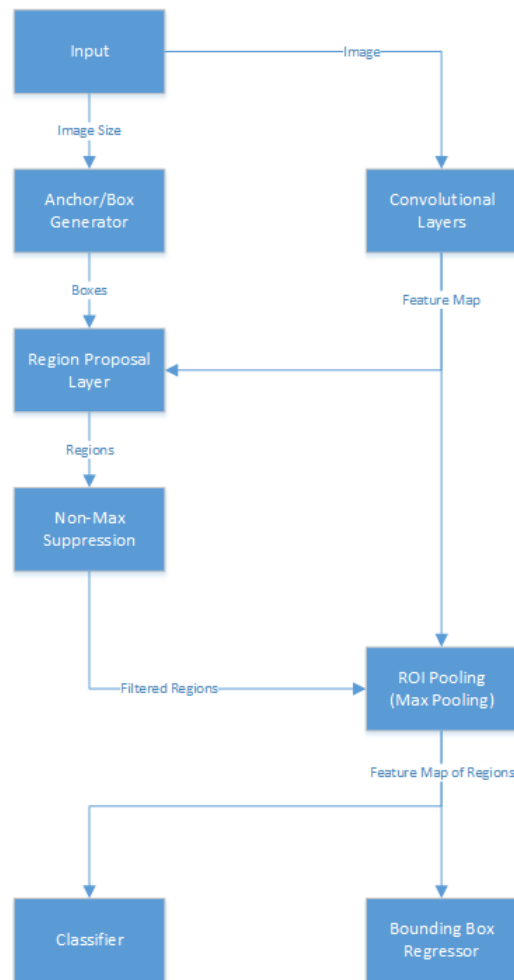 Input
Image
Image Size
Anchor/Box
Generator
Convolutional
Layers
Boxes
Feature Map
Region Proposal
Layer
Regions
Non-Max
Suppression
ROI Pooling
(Max Pooling)
Filtered Regions
Feature Map of Regions
Classifier
Bounding Box
Regressor